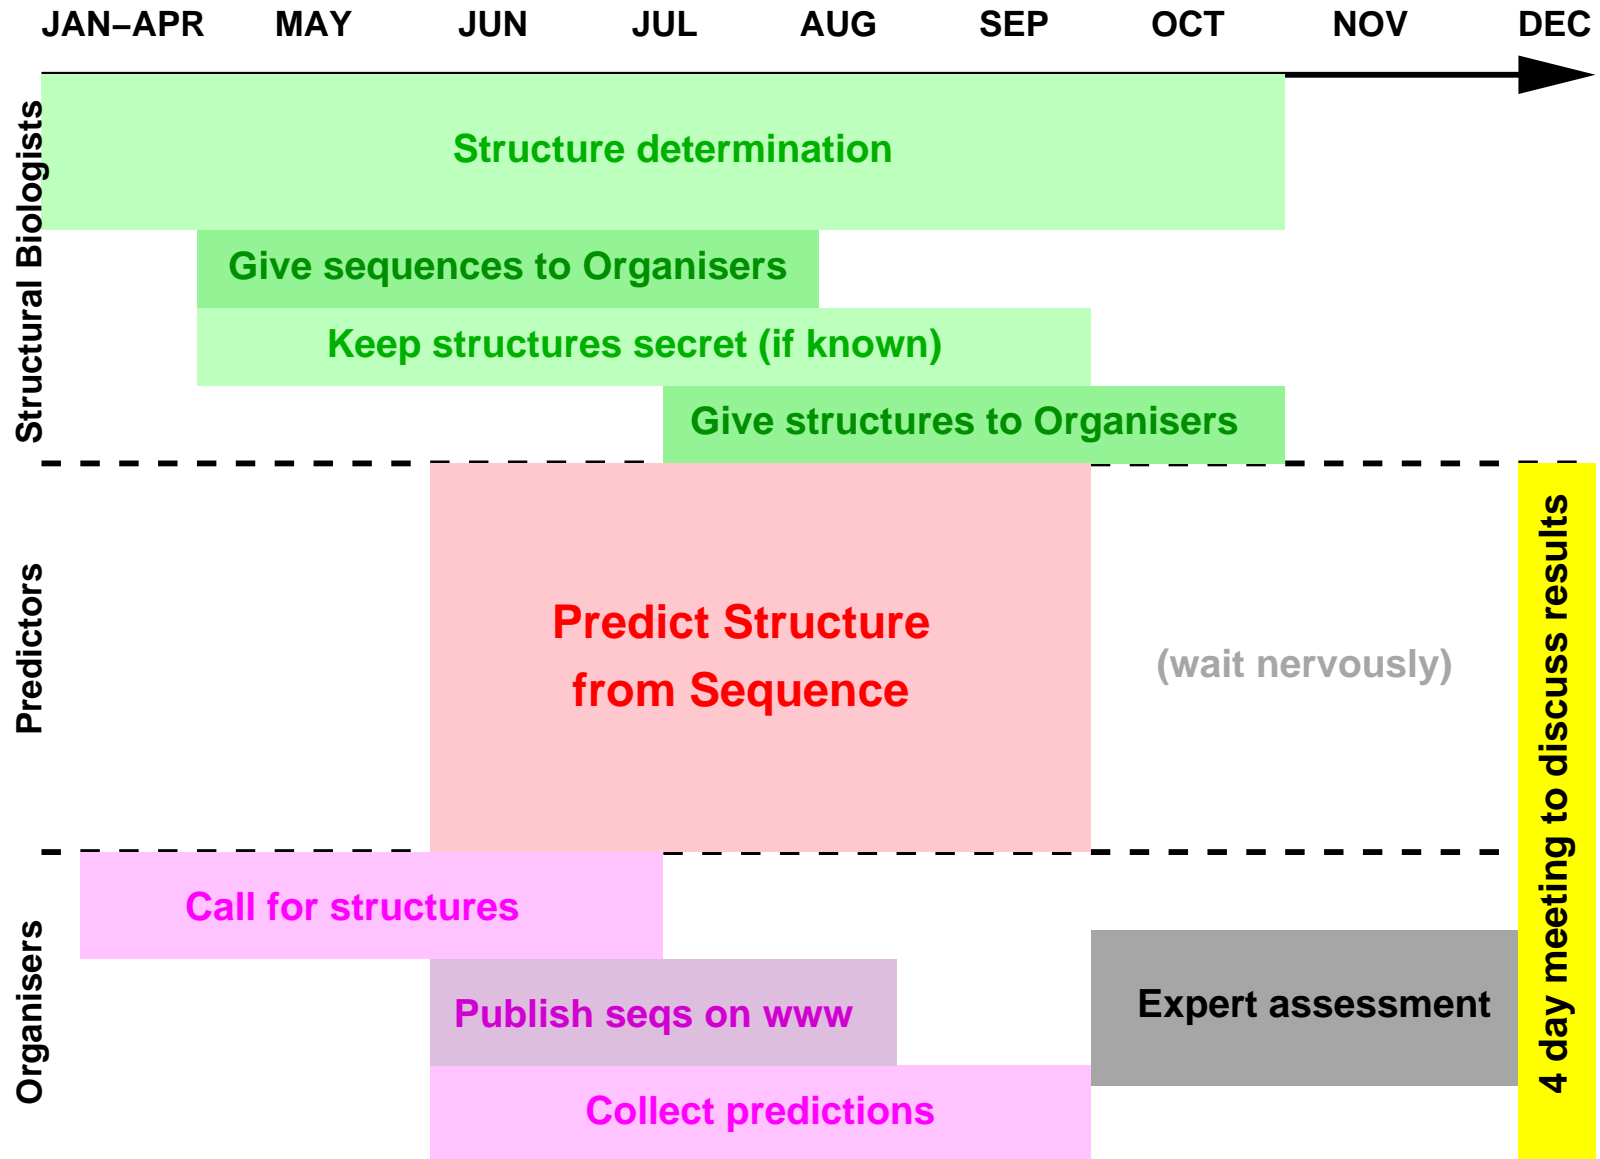 JAN–APR MAY JUN JUL AUG SEP OCT NOV DEC
Structural Biologists
Structure determination
Give sequences to Organisers
Keep structures secret (if known)
Give structures to Organisers
Predictors
Predict Structure
from Sequence
(wait nervously)
4 day meeting to discuss results
Organisers
Call for structures
Publish seqs on www
Expert assessment
Collect predictions